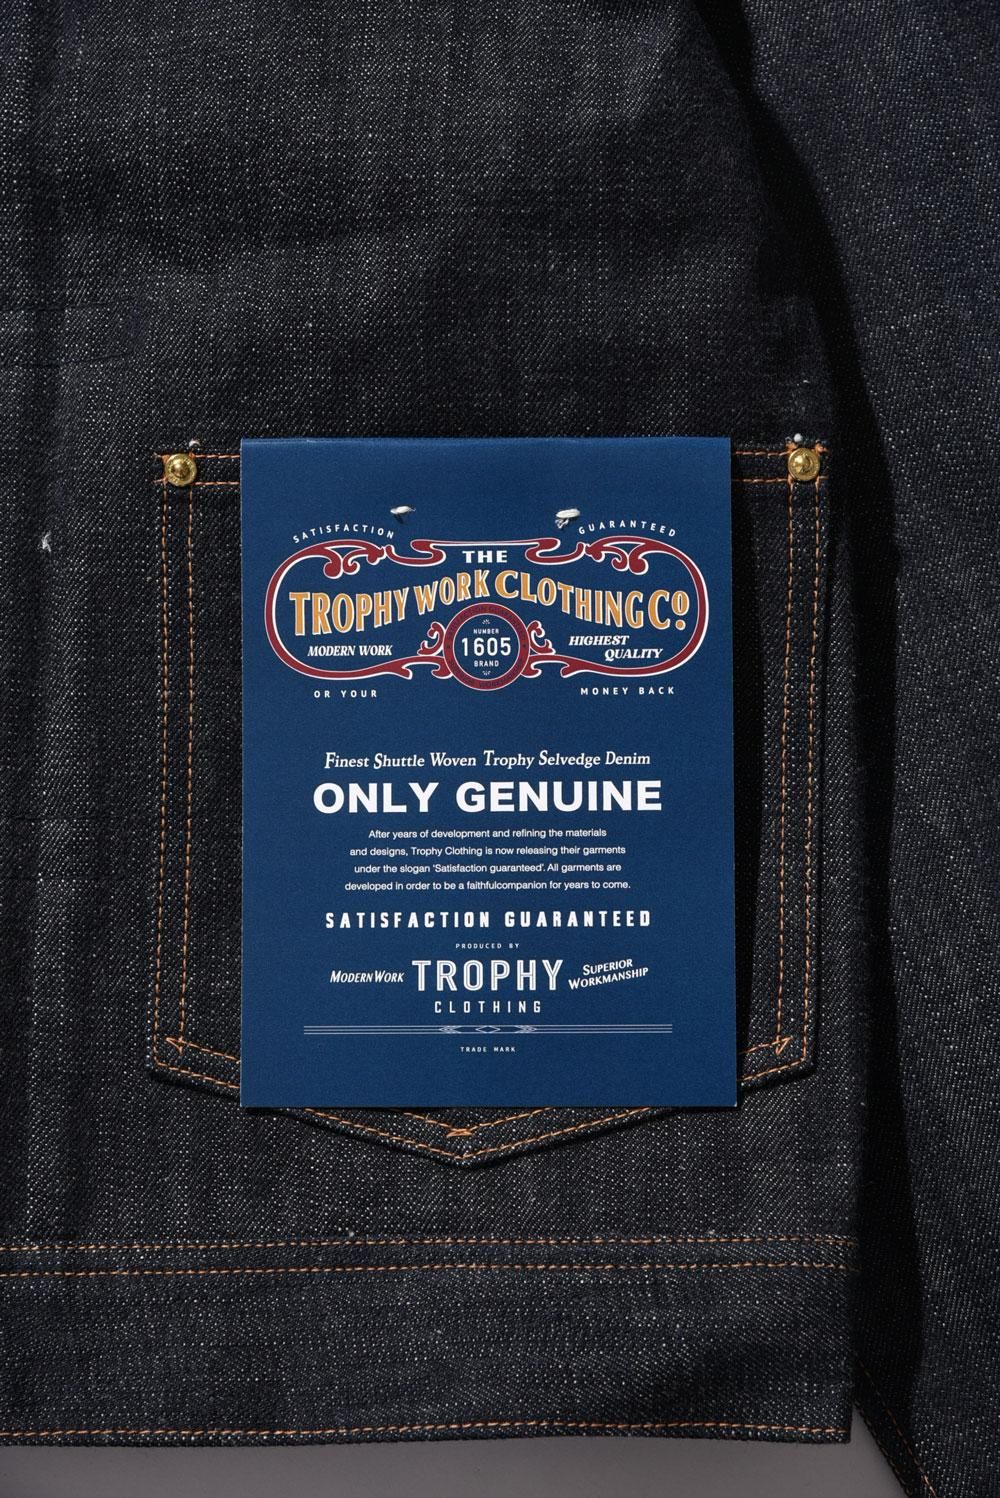 SATISFACTION GUARANTEED
THE
TROPHY WORK CLOTHING CO
MODERN WORK
NUMBER
1605
BRAND
HIGHEST
QUALITY
OR YOUR
MONEY BACK
Finest Shuttle Woven Trophy Selvedge Denim
ONLY GENUINE
After years of development and refining the materials
and designs, Trophy Clothing is now releasing their garments
under the slogan 'Satisfaction guaranteed'. All garments are
developed in order to be a faithfulcompanion for years to come.
SATISFACTION GUARANTEED
PRODUCED BY
MODERN WORK
TROPHY
SUPERIOR
WORKMANSHIP
CLOTHING
TRADE MARK